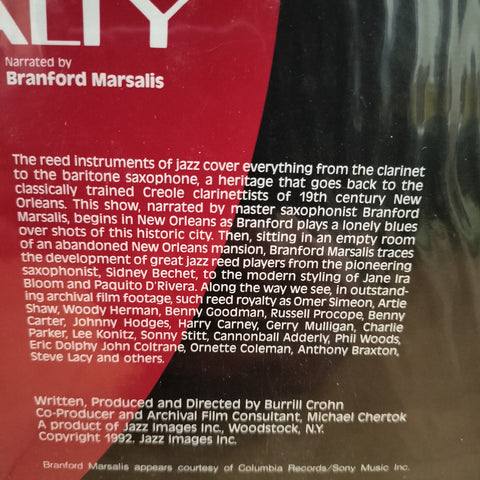 ALTY
Narrated by
Branford Marsalis
The reed instruments of jazz cover everything from the clarinet
to the baritone saxophone, a heritage that goes back to the
classically trained Creole clarinettists of 19th century New
Orleans. This show, narrated by master saxophonist Branford
Marsalis, begins in New Orleans as Branford plays a lonely blues
over shots of this historic city. Then, sitting in an empty room
of an abandoned New Orleans mansion, Branford Marsalis traces
the development of great jazz reed players from the pioneering
saxophonist, Sidney Bechet, to the modern styling of Jane Ira
Bloom and Paquito D'Rivera. Along the way we see, in outstand-
ing archival film footage, such reed royalty as Omer Simeon, Artie
Shaw, Woody Herman, Benny Goodman, Russell Procope, Benny
Carter, Johnny Hodges, Harry Carney, Gerry Mulligan, Charlie
Parker, Lee Konitz, Sonny Stitt, Cannonball Adderly, Phil Woods,
Eric Dolphy John Coltrane, Ornette Coleman, Anthony Braxton,
Steve Lacy and others.
Written, Produced and Directed by Burrill Crohn
Co-Producer and Archival Film Consultant, Michael Chertok
A product of Jazz Images Inc., Woodstock, N.Y.
Copyright 1992. Jazz Images Inc.
Branford Marsalis appears courtesy of Columbia Records/Sony Music Inc.